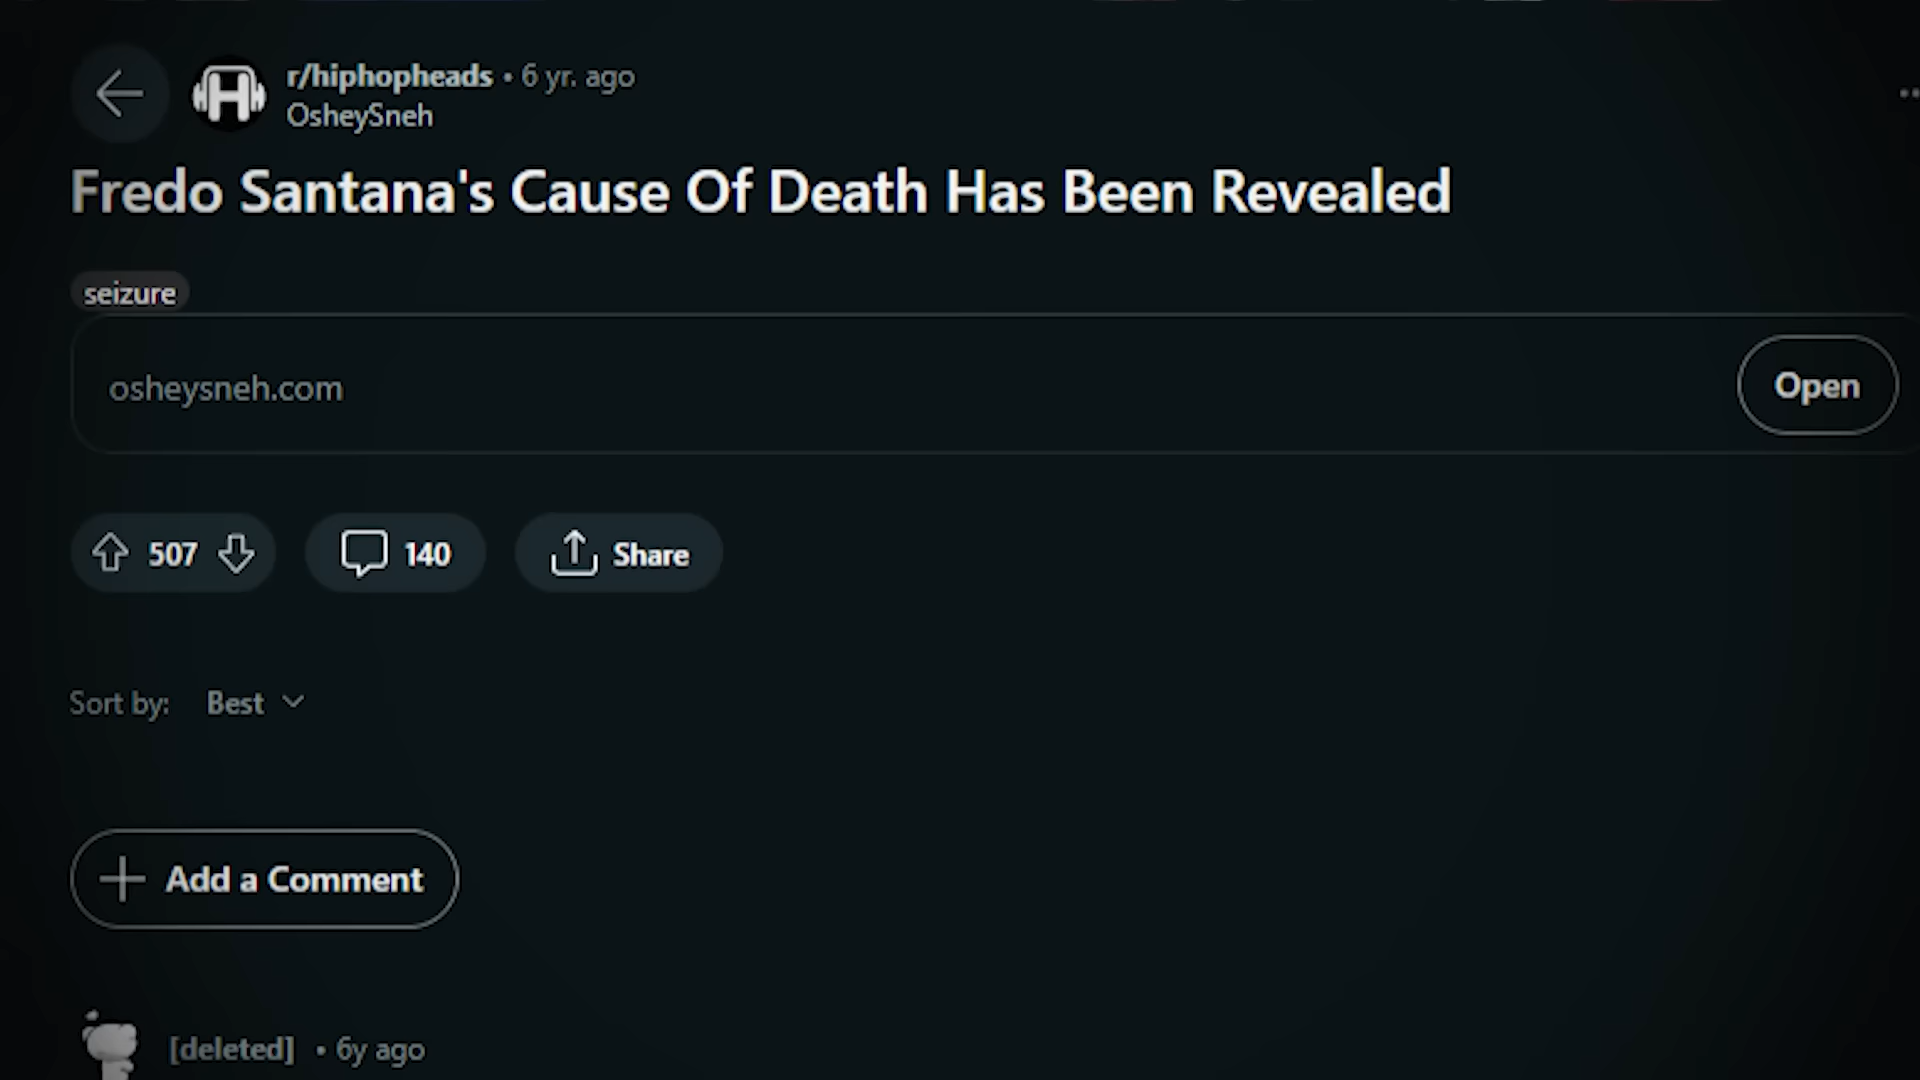 r/hiphopheads • 6 yr. ago
OsheySneh
Fredo Santana's Cause Of Death Has Been Revealed
seizure
osheysneh.com
Open
507
140
Share
Sort by: Best
Add a Comment
[deleted] • 6y ago